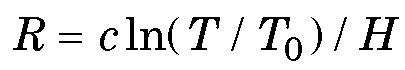 R = c ln( T / T₀ ) / H